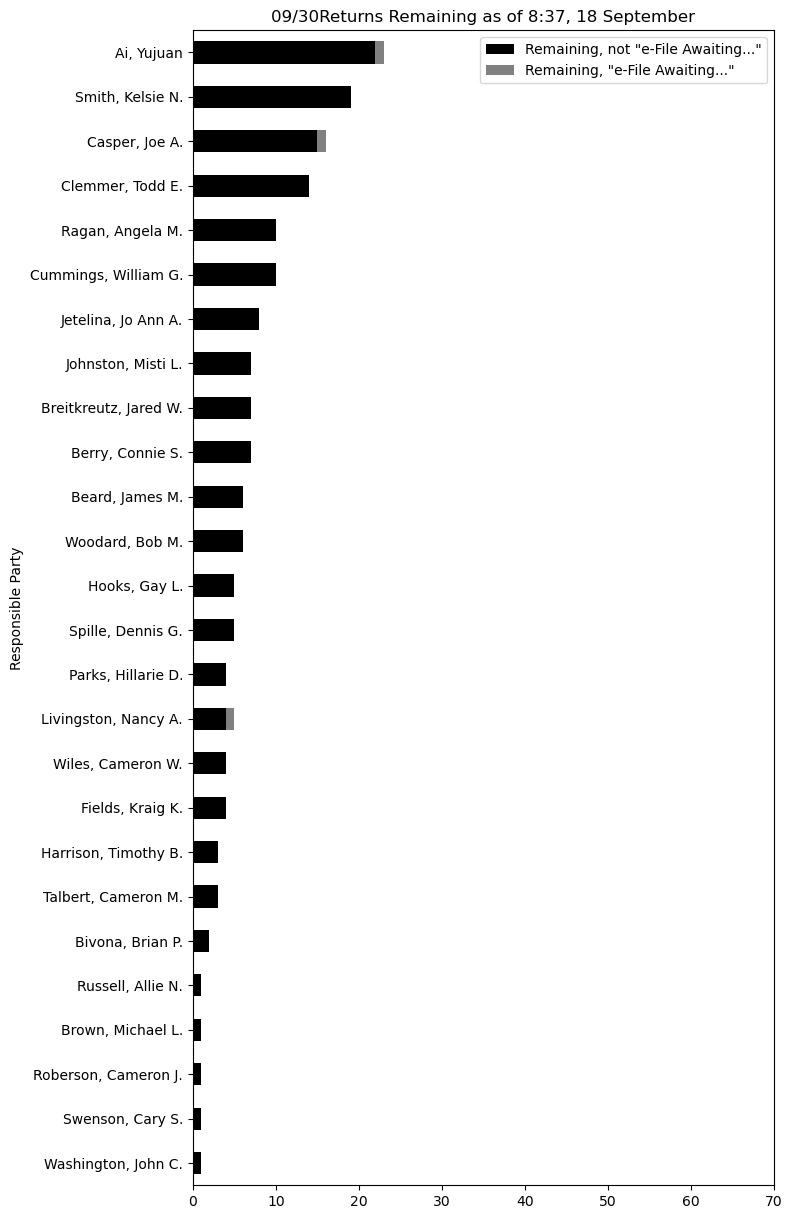 09/30Returns Remaining as of 8:37, 18 September
Remaining, not "e-File Awaiting..."
Remaining, "e-File Awaiting..."
Responsible Party
Ai, Yujuan
Smith, Kelsie N.
Casper, Joe A.
Clemmer, Todd E.
Ragan, Angela M.
Cummings, William G.
Jetelina, Jo Ann A.
Johnston, Misti L.
Breitkreutz, Jared W.
Berry, Connie S.
Beard, James M.
Woodard, Bob M.
Hooks, Gay L.
Spille, Dennis G.
Parks, Hillarie D.
Livingston, Nancy A.
Wiles, Cameron W.
Fields, Kraig K.
Harrison, Timothy B.
Talbert, Cameron M.
Bivona, Brian P.
Russell, Allie N.
Brown, Michael L.
Roberson, Cameron J.
Swenson, Cary S.
Washington, John C.
0 10 20 30 40 50 60 70